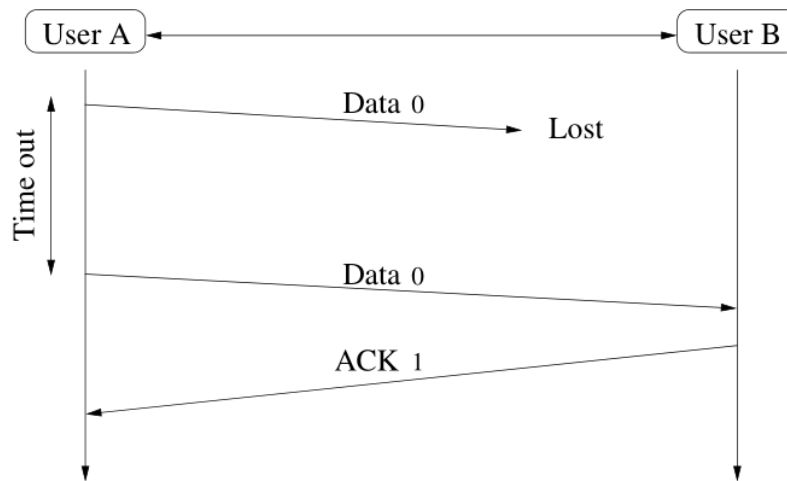 User A
User B
Data 0
Lost
Time out
Data 0
ACK 1